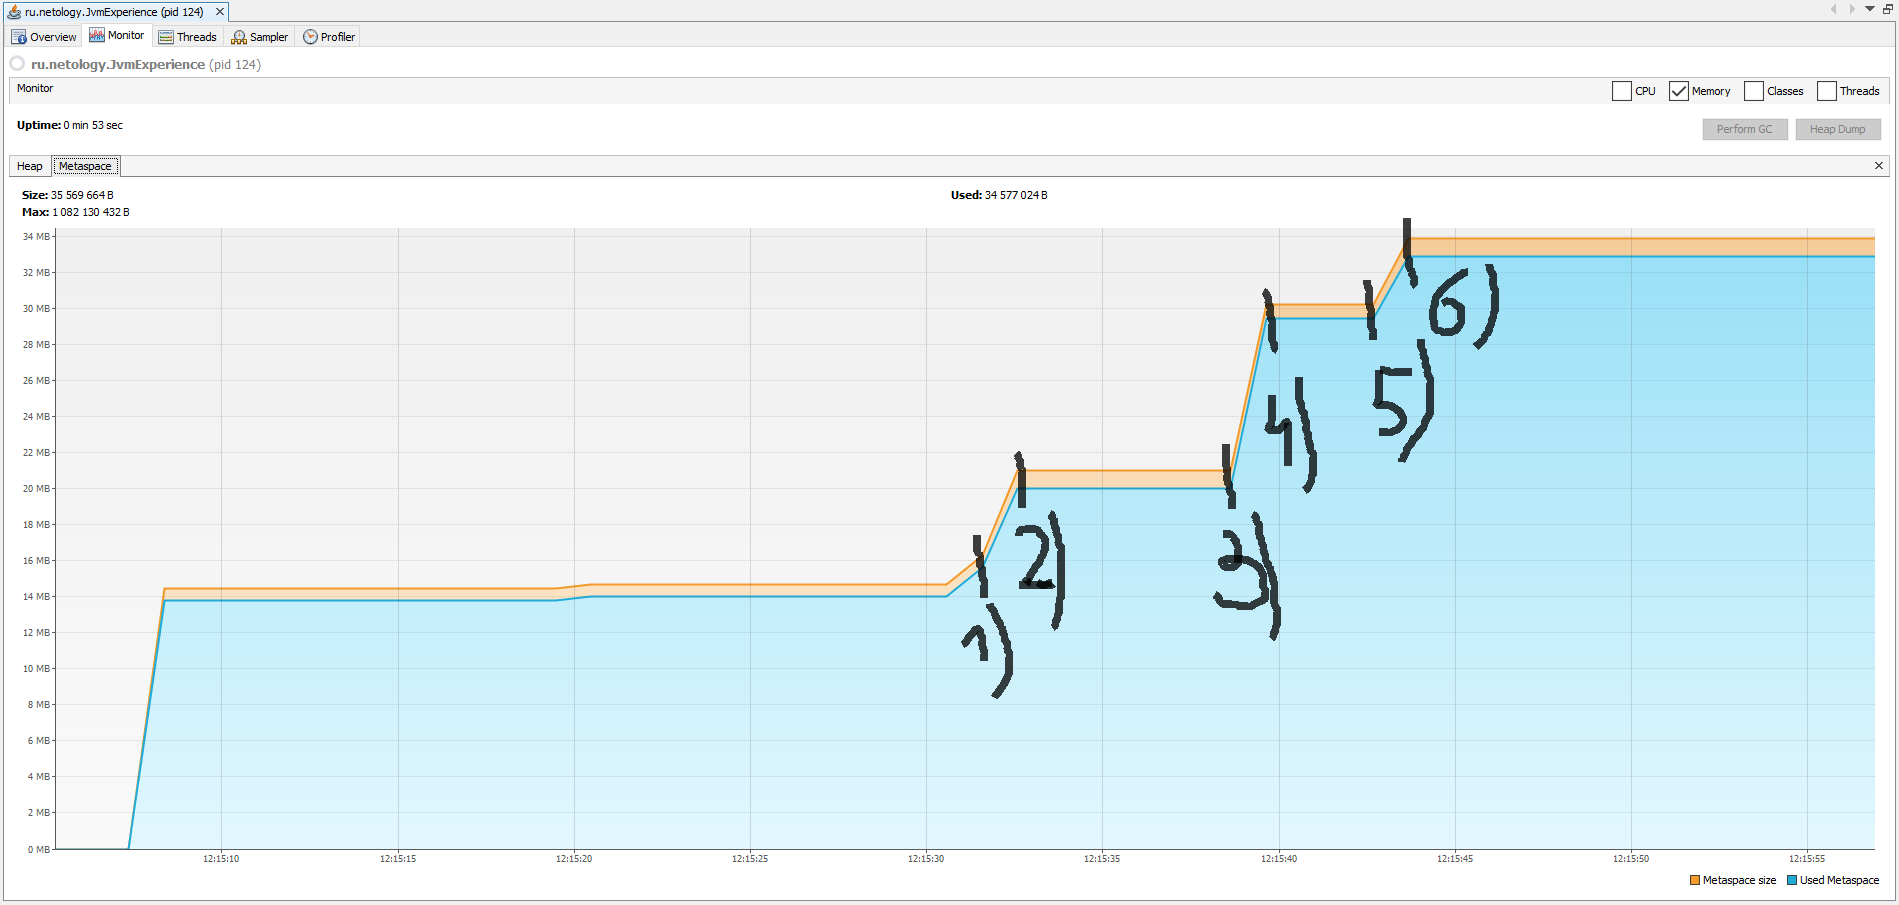 ru.netology.JvmExperience (pid 124)
Overview Monitor Threads Sampler Profiler
ru.netology.JvmExperience (pid 124)
Monitor
CPU Memory Classes Threads
Uptime: 0 min 53 sec
Perform GC Heap Dump
Heap Metaspace
Size: 35 569 664 B
Used: 34 577 024 B
Max: 1 082 130 432 B
34 MB
32 MB
30 MB
28 MB
26 MB
24 MB
22 MB
20 MB
18 MB
16 MB
14 MB
12 MB
10 MB
8 MB
6 MB
4 MB
2 MB
0 MB
1)
2)
3)
4)
5)
6)
12:15:10 12:15:15 12:15:20 12:15:25 12:15:30 12:15:35 12:15:40 12:15:45 12:15:50 12:15:55
Metaspace size Used Metaspace